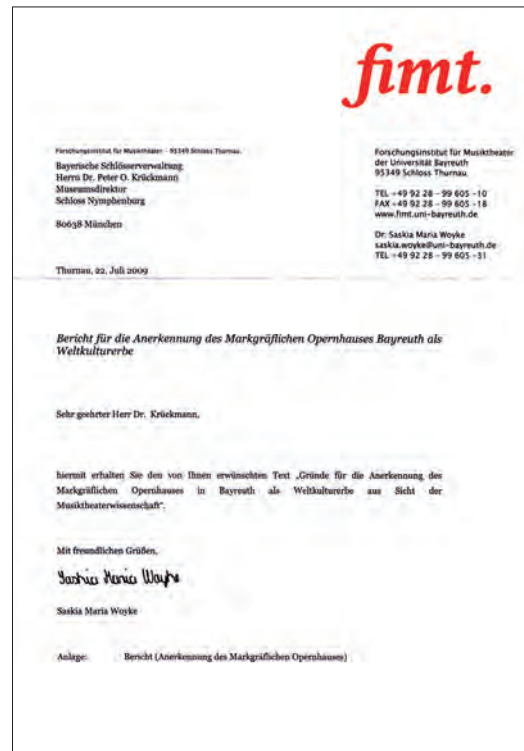 fimt.
Forschungsinstitut für Musiktheater - 95349 Schloss Thurnau
Bayerische Schlösserverwaltung
Herrn Dr. Peter O. Krückmann
Museumsdirektor
Schloss Nymphenburg
80638 München
Forschungsinstitut für Musiktheater
der Universität Bayreuth
95349 Schloss Thurnau
TEL +49 92 28 - 99 605 -10
FAX +49 92 28 - 99 605 -18
www.fimt.uni-bayreuth.de
Dr. Saskia Maria Woyke
saskia.woyke@uni-bayreuth.de
TEL +49 92 28 - 99 605 -31
Thurnau, 22. Juli 2009
Bericht für die Anerkennung des Markgräflichen Opernhauses Bayreuth als
Weltkulturerbe
Sehr geehrter Herr Dr. Krückmann,
hiermit erhalten Sie den von Ihnen erwünschten Text „Gründe für die Anerkennung des
Markgräflichen Opernhauses in Bayreuth als Weltkulturerbe aus Sicht der
Musiktheaterwissenschaft“.
Mit freundlichen Grüßen,
Saskia Maria Woyke
Saskia Maria Woyke
Anlage: Bericht (Anerkennung des Markgräflichen Opernhauses)